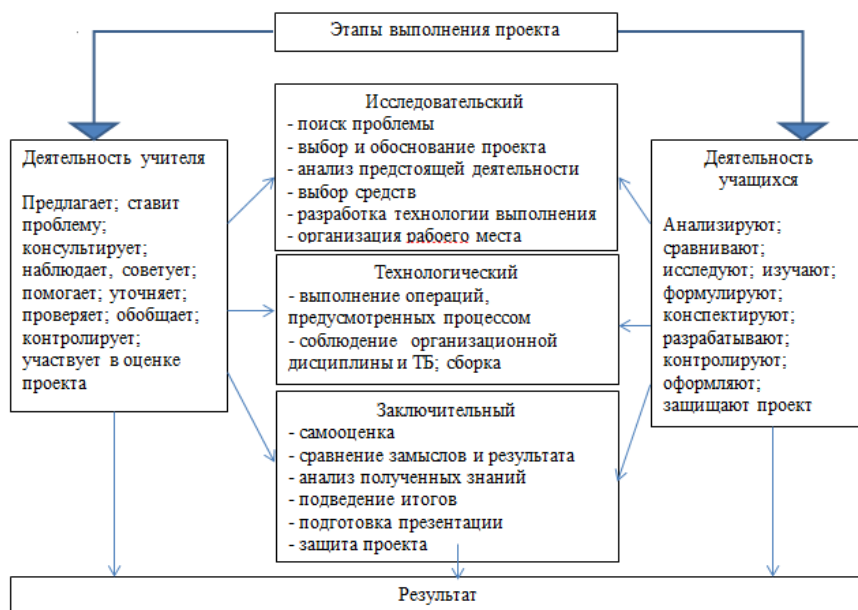 Этапы выполнения проекта
Деятельность учителя
Предлагает; ставит
проблему;
консультирует;
наблюдает, советует;
помогает; уточняет;
проверяет; обобщает;
контролирует;
участвует в оценке
проекта
Исследовательский
- поиск проблемы
- выбор и обоснование проекта
- анализ предстоящей деятельности
- выбор средств
- разработка технологии выполнения
- организация рабоего места
Технологический
- выполнение операций,
предусмотренных процессом
- соблюдение организационной
дисциплины и ТБ; сборка
Заключительный
- самооценка
- сравнение замыслов и результата
- анализ полученных знаний
- подведение итогов
- подготовка презентации
- защита проекта
Деятельность
учащихся
Анализируют;
сравнивают;
исследуют; изучают;
формулируют;
конспектируют;
разрабатывают;
контролируют;
оформляют;
защищают проект
Результат